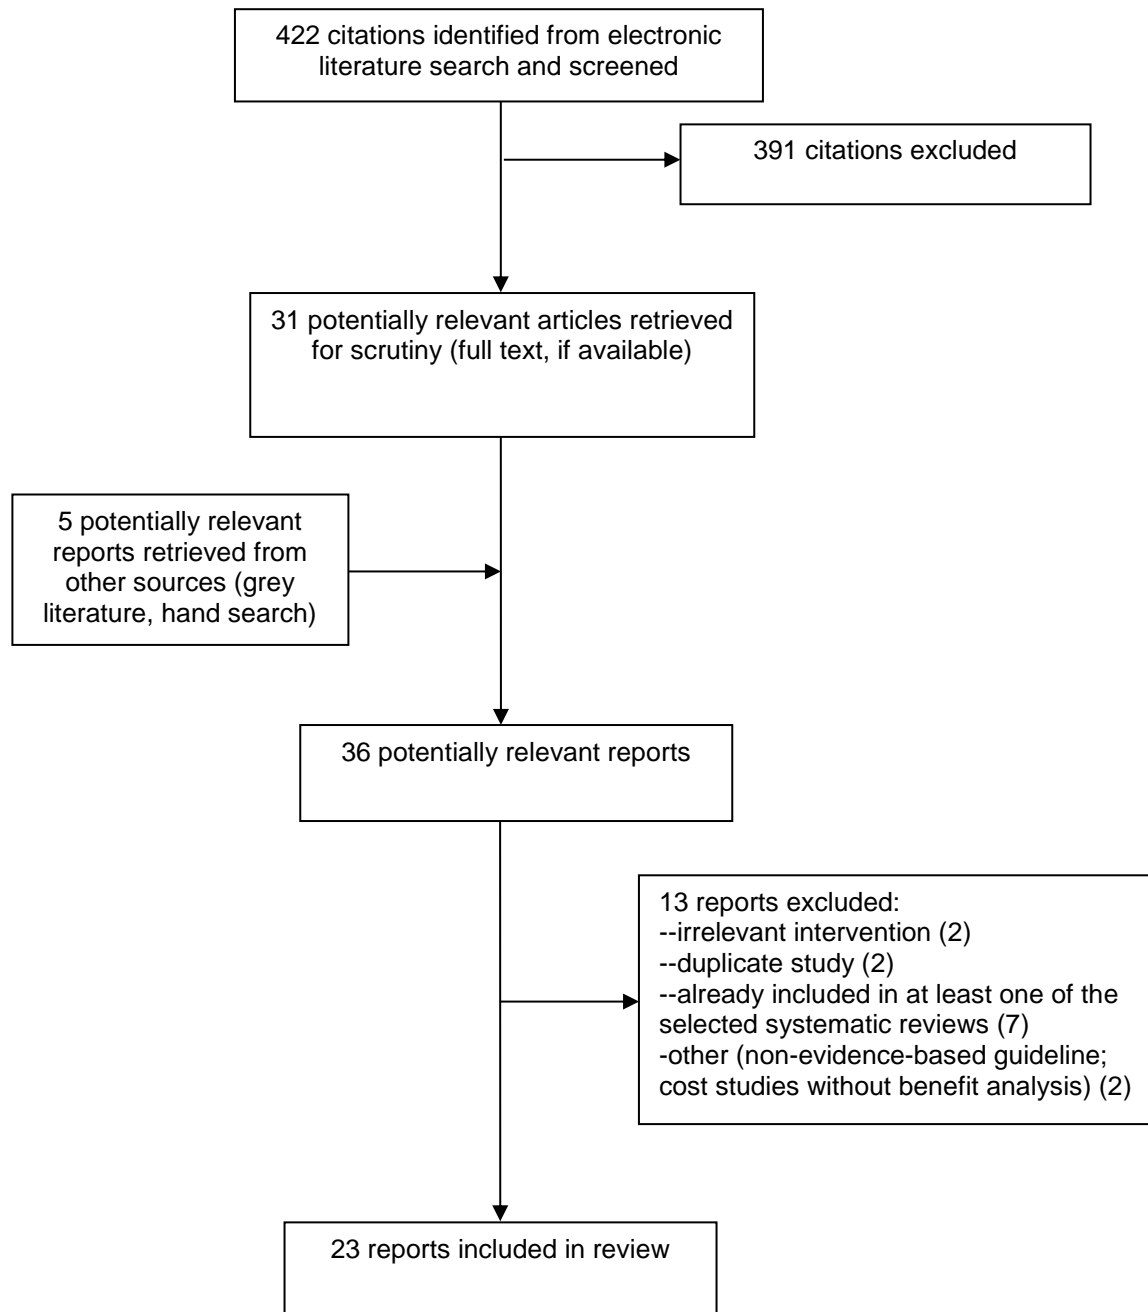 422 citations identified from electronic
literature search and screened
391 citations excluded
31 potentially relevant articles retrieved
for scrutiny (full text, if available)
5 potentially relevant
reports retrieved from
other sources (grey
literature, hand search)
36 potentially relevant reports
13 reports excluded:
--irrelevant intervention (2)
--duplicate study (2)
--already included in at least one of the
selected systematic reviews (7)
-other (non-evidence-based guideline;
cost studies without benefit analysis) (2)
23 reports included in review